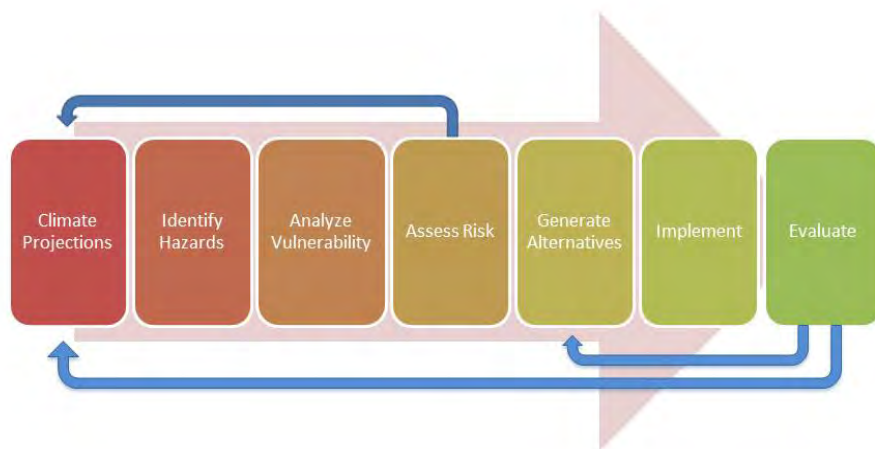 Climate
Projections
Identify
Hazards
Analyze
Vulnerability
Assess Risk
Generate
Alternatives
Implement
Evaluate